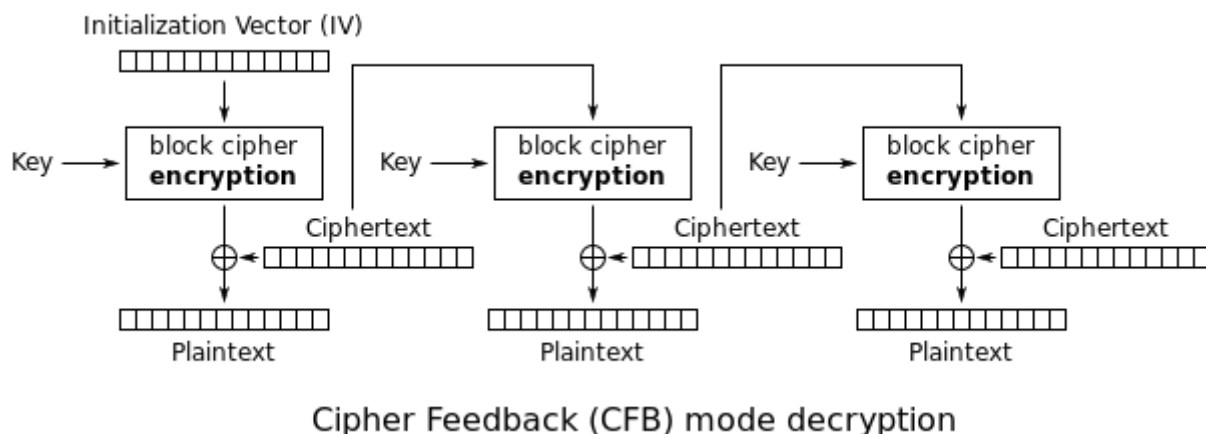 Initialization Vector (IV)
Key
block cipher
encryption
Key
block cipher
encryption
Key
block cipher
encryption
Ciphertext
Ciphertext
Ciphertext
Plaintext
Plaintext
Plaintext
Cipher Feedback (CFB) mode decryption